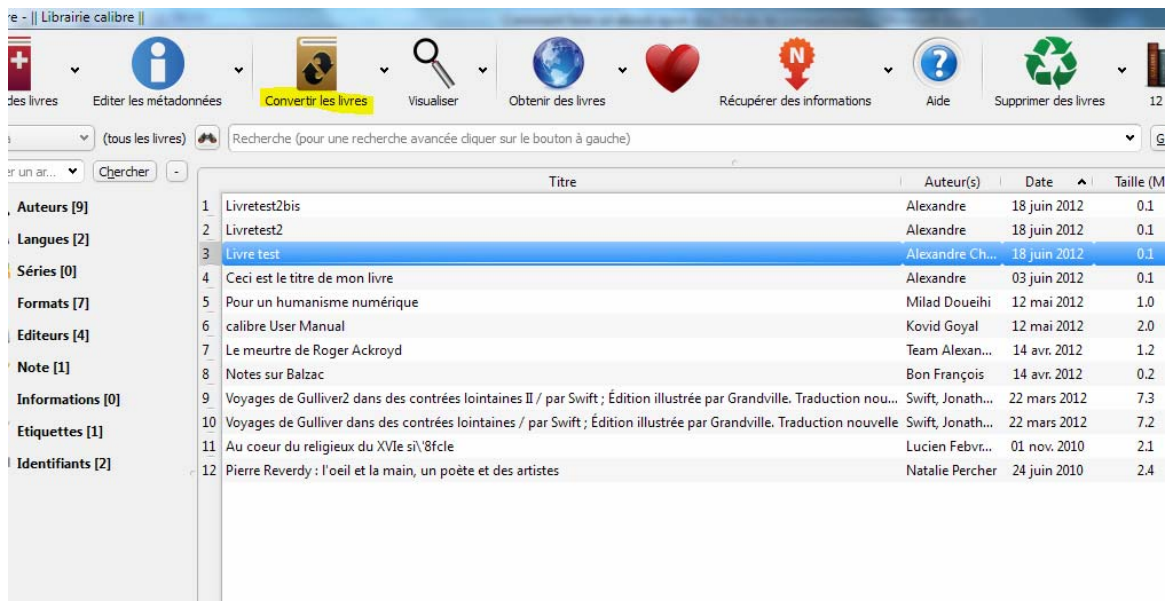 re - || Librairie calibre ||
N
des livres Editer les métadonnées Convertir les livres Visualiser Obtenir des livres Récupérer des informations Aide Supprimer des livres 12
(tous les livres) Recherche (pour une recherche avancée cliquer sur le bouton à gauche) G
er un ar... Chercher -
Titre Auteur(s) Date Taille (M
Auteurs [9]
Langues [2]
Séries [0]
Formats [7]
Editeurs [4]
Note [1]
Informations [0]
Etiquettes [1]
Identifiants [2]
1 Livretest2bis Alexandre 18 juin 2012 0.1
2 Livretest2 Alexandre 18 juin 2012 0.1
3 Livre test Alexandre Ch... 18 juin 2012 0.1
4 Ceci est le titre de mon livre Alexandre 03 juin 2012 0.1
5 Pour un humanisme numérique Milad Doueihi 12 mai 2012 1.0
6 calibre User Manual Kovid Goyal 12 mai 2012 2.0
7 Le meurtre de Roger Ackroyd Team Alexan... 14 avr. 2012 1.2
8 Notes sur Balzac Bon François 14 avr. 2012 0.2
9 Voyages de Gulliver2 dans des contrées lointaines II / par Swift ; Édition illustrée par Grandville. Traduction nou... Swift, Jonath... 22 mars 2012 7.3
10 Voyages de Gulliver dans des contrées lointaines / par Swift ; Édition illustrée par Grandville. Traduction nouvelle Swift, Jonath... 22 mars 2012 7.2
11 Au coeur du religieux du XVIe si\'8fcle Lucien Febvr... 01 nov. 2010 2.1
12 Pierre Reverdy : l'oeil et la main, un poète et des artistes Natalie Percher 24 juin 2010 2.4